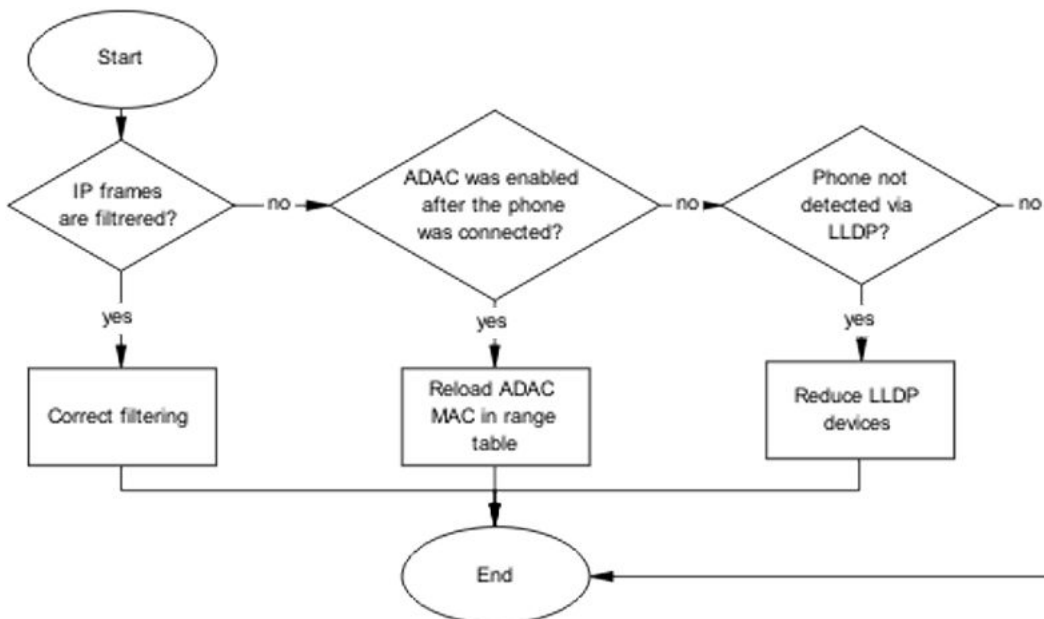 Start
IP frames
are filtrered?
no
ADAC was enabled
after the phone
was connected?
no
Phone not
detected via
LLDP?
no
yes
yes
yes
Correct filtering
Reload ADAC
MAC in range
table
Reduce LLDP
devices
End